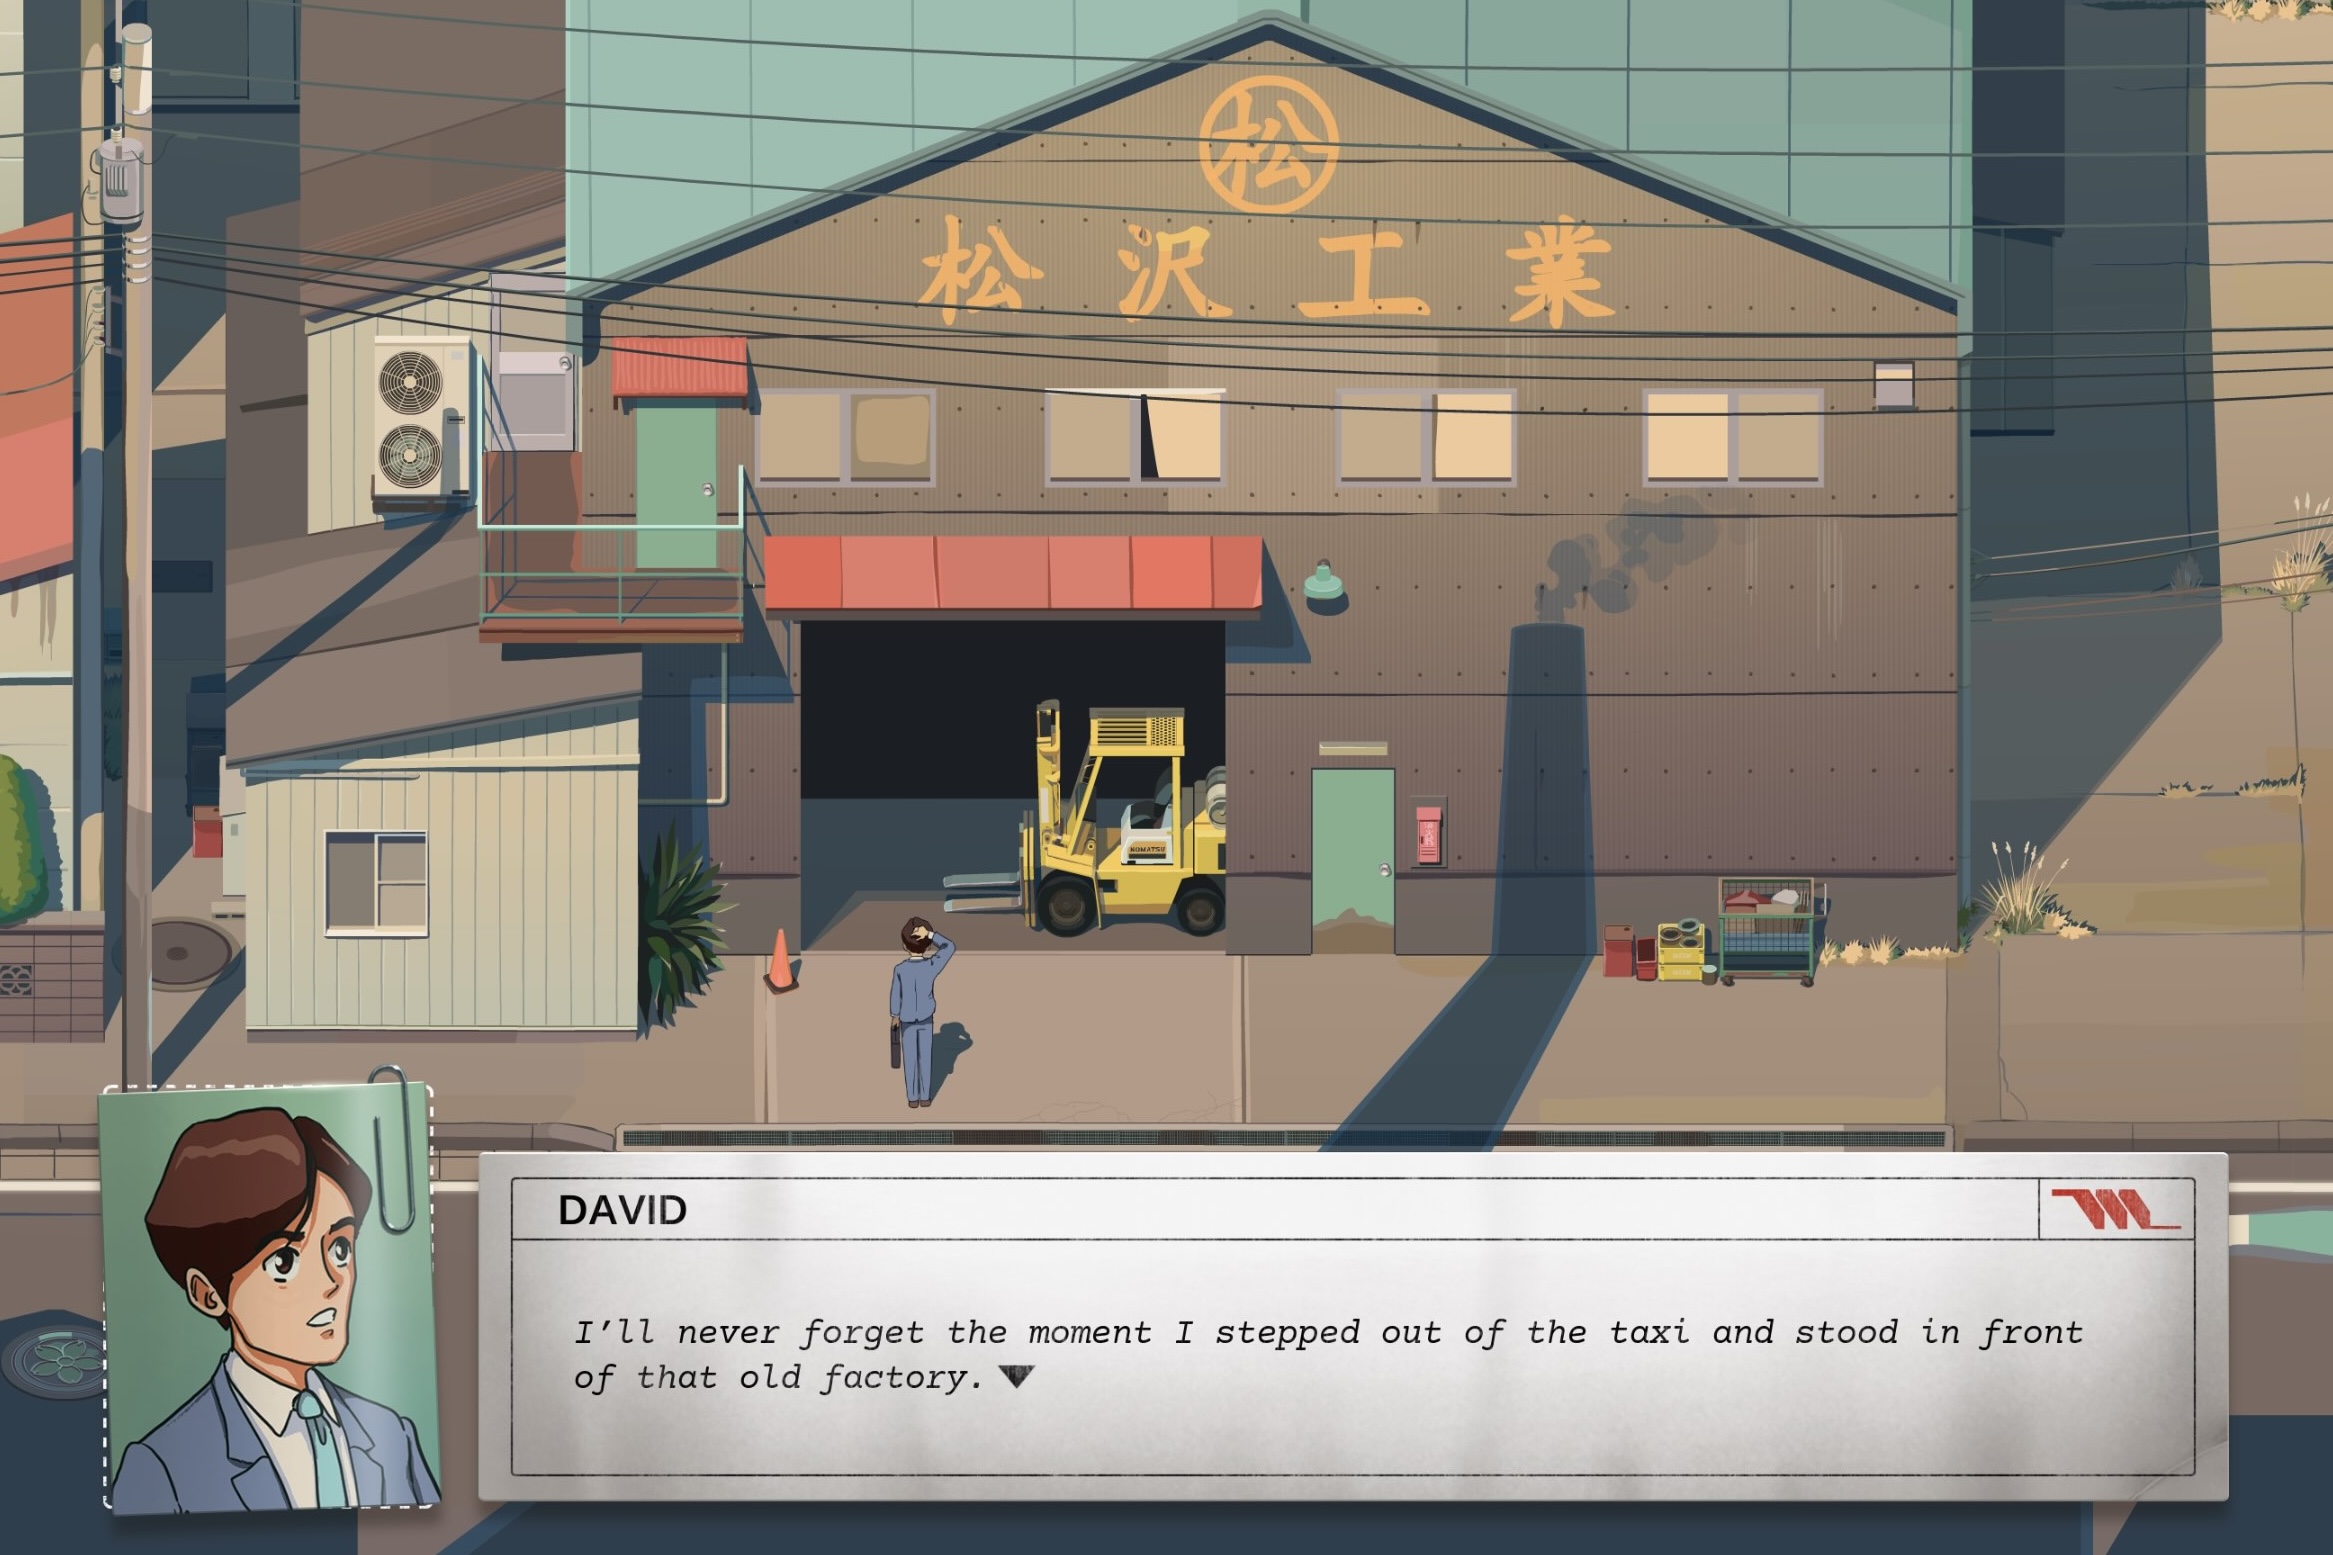 松
松沢工業
NOMATSU
DAVID
I'll never forget the moment I stepped out of the taxi and stood in front
of that old factory.